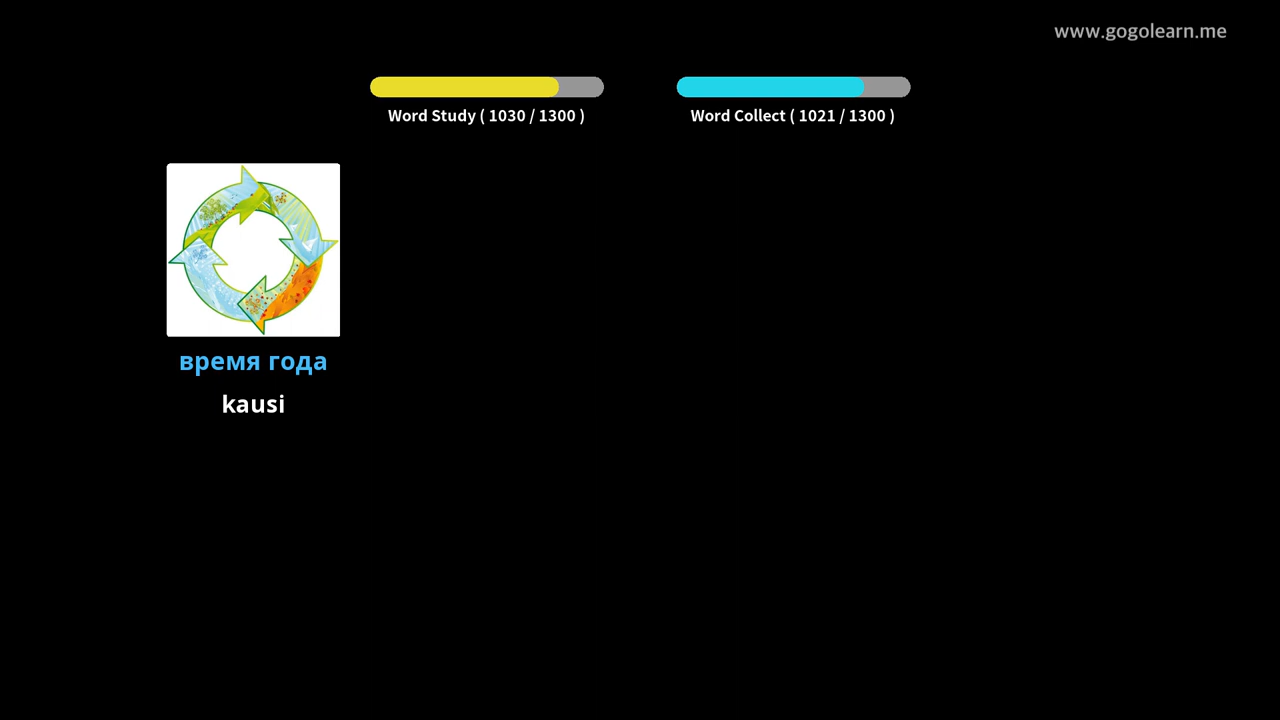 www.gogolearn.me
Word Study ( 1030 / 1300 )
Word Collect ( 1021 / 1300 )
время года
kausi